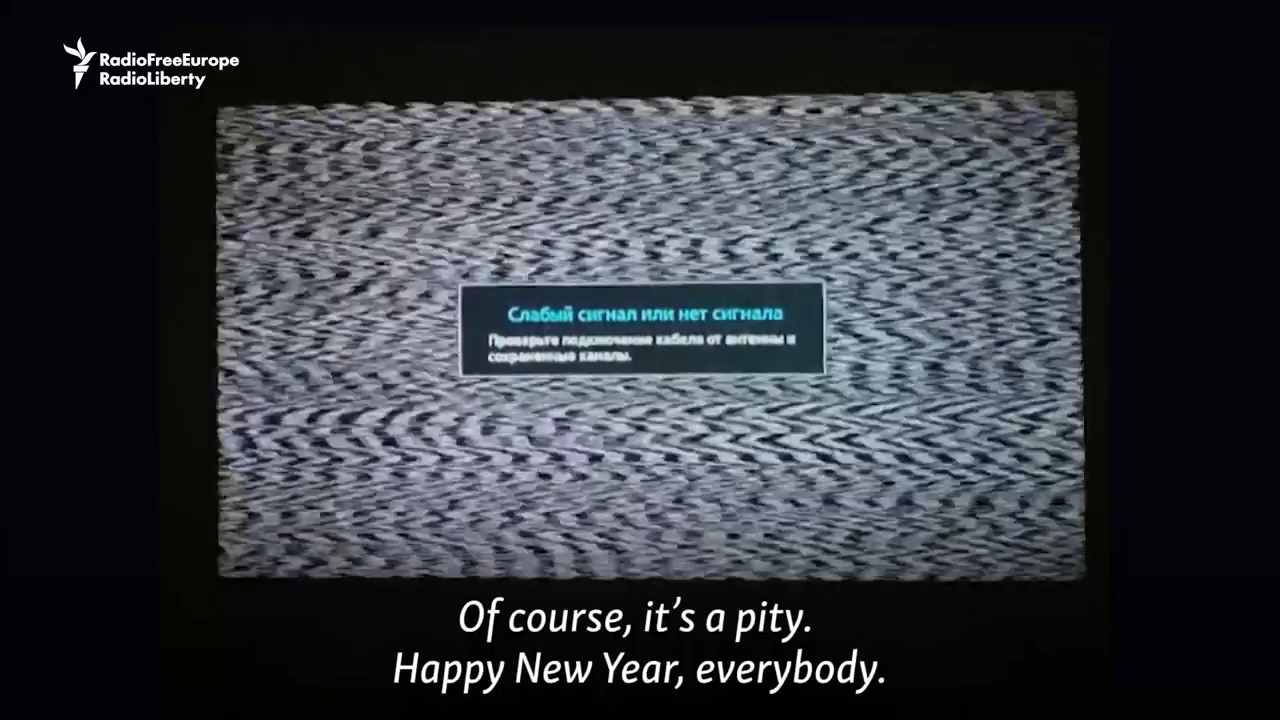 RadioFreeEurope
RadioLiberty
Слабый сигнал или нет сигнала
Проверьте подключение кабеля от антенны и
сохраненные каналы.
Of course, it's a pity.
Happy New Year, everybody.